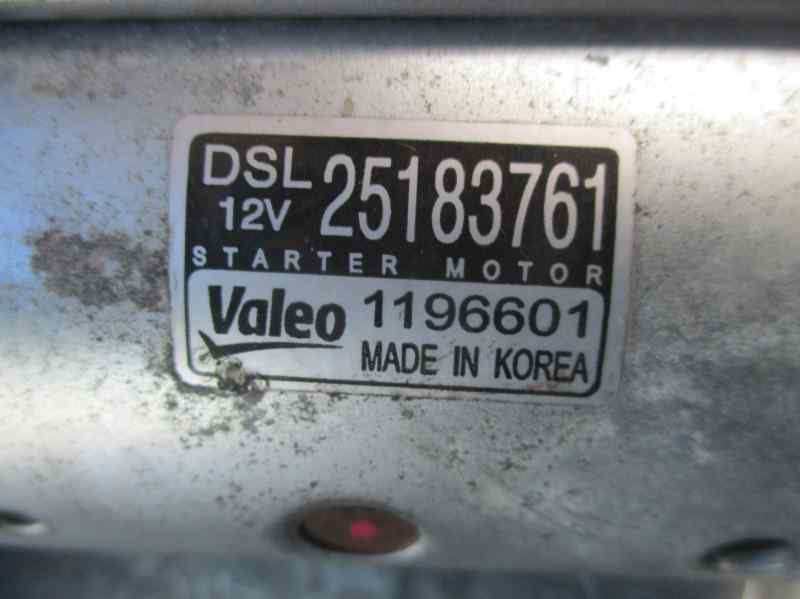 DSL 25183761
12V
STARTER MOTOR
Valeo 1196601
MADE IN KOREA